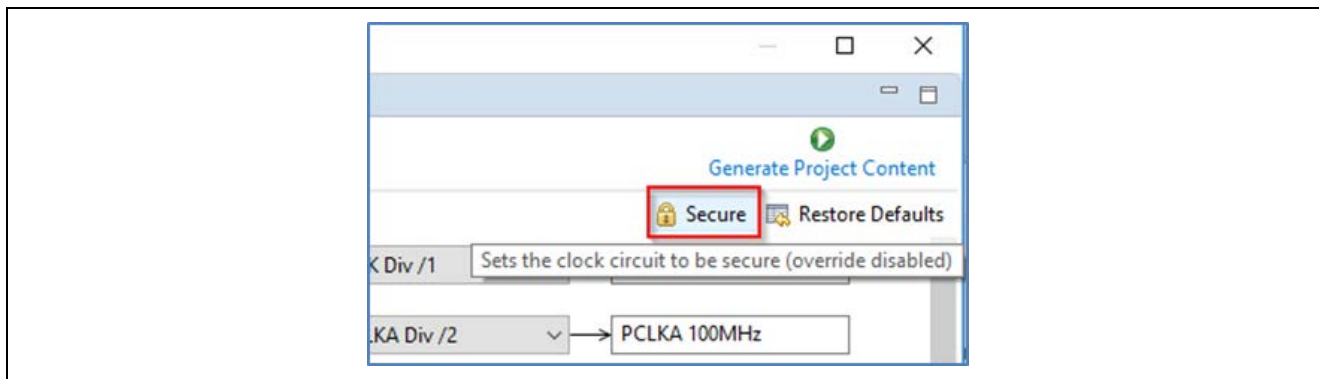 Generate Project Content
Secure Restore Defaults
K Div /1
Sets the clock circuit to be secure (override disabled)
LKA Div /2
PCLKA 100MHz